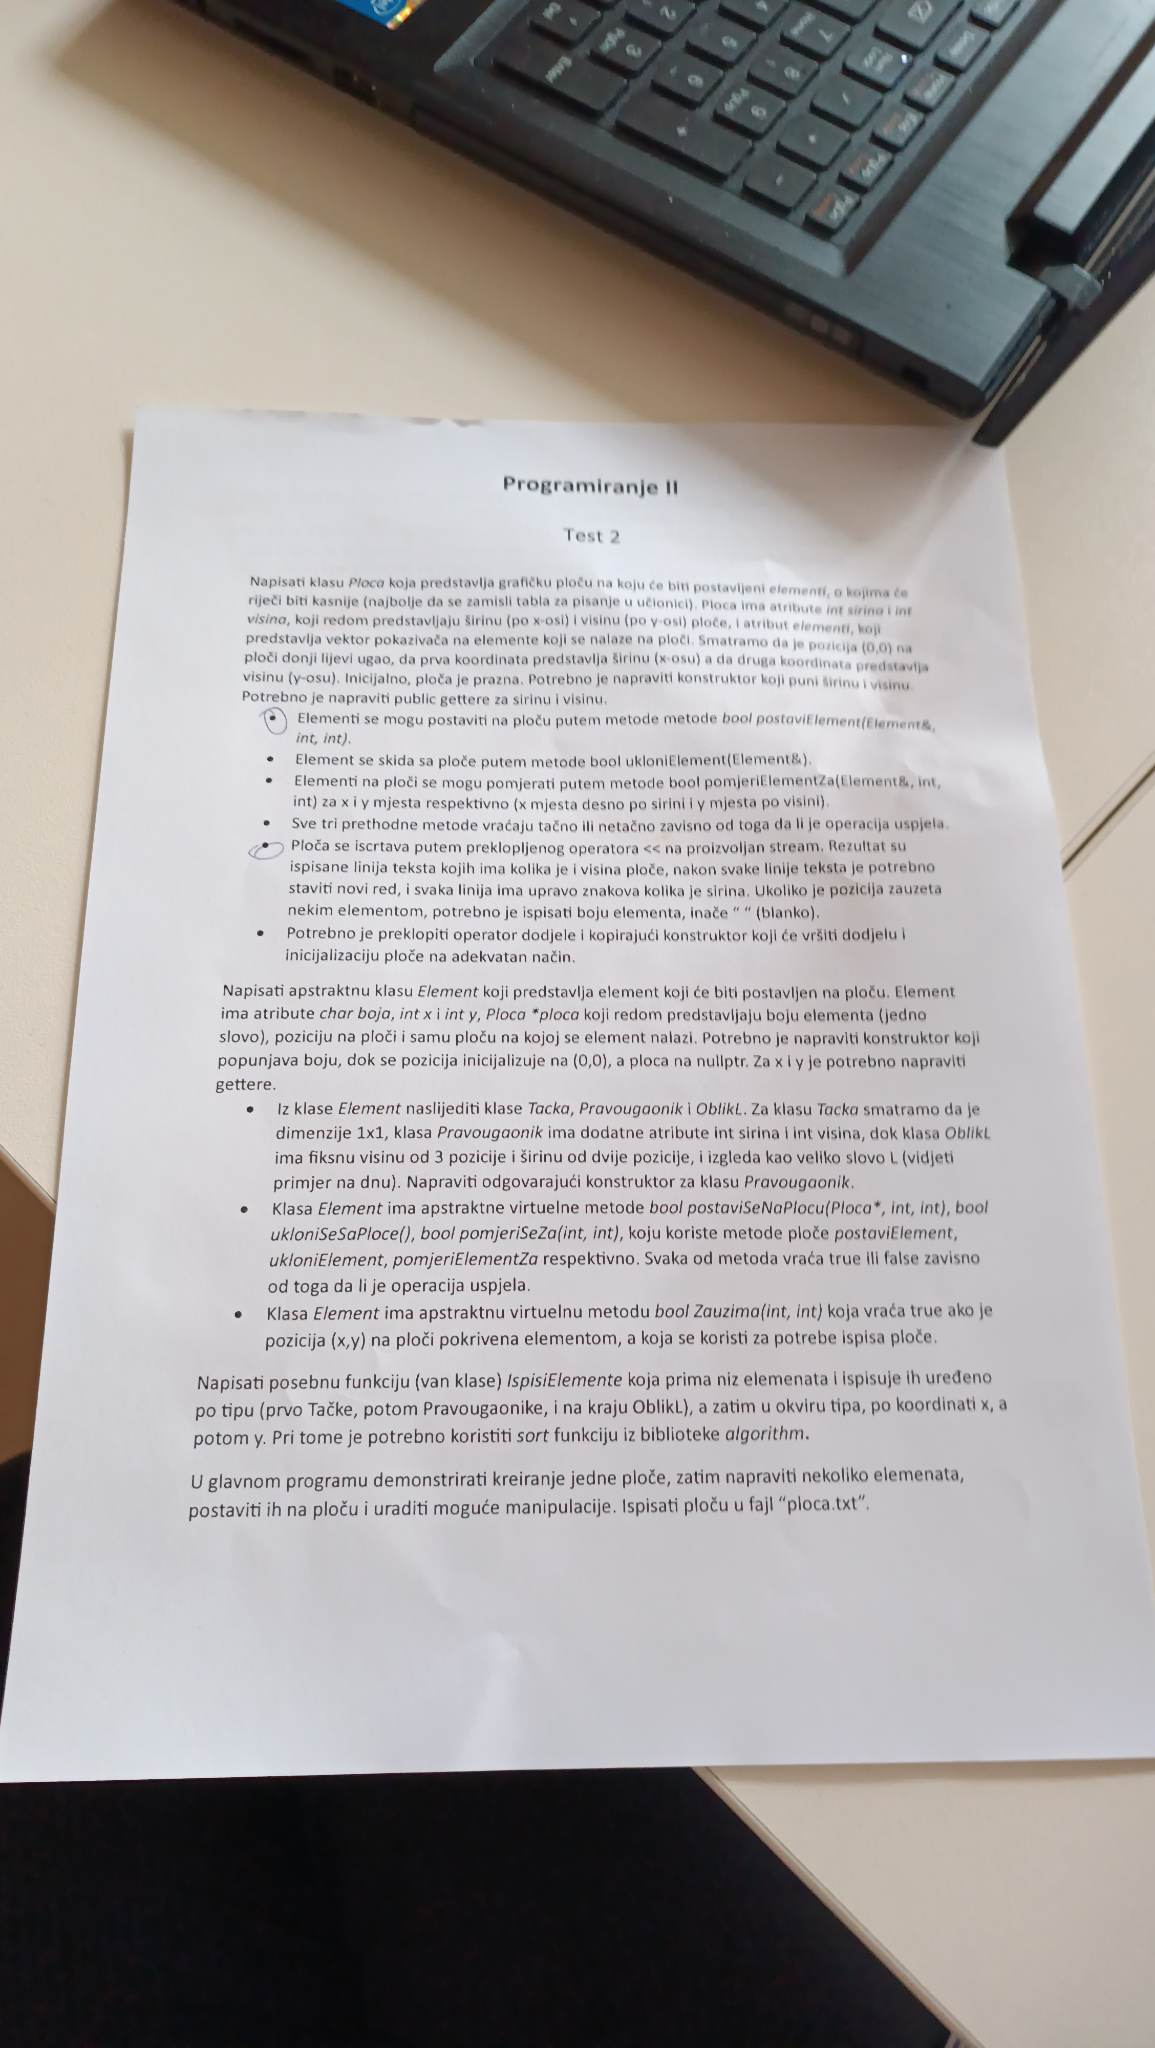 Programiranje II
Test 2
Napisati klasu Ploca koja predstavlja grafičku ploču na koju će biti postavljeni elementi, o kojima će
riječi biti kasnije (najbolje da se zamisli tabla za pisanje u učionici). Ploca ima atribute int sirina i int
visina, koji redom predstavljaju širinu (po x-osi) i visinu (po y-osi) ploče, i atribut elementi, koji
predstavlja vektor pokazivača na elemente koji se nalaze na ploči. Smatramo da je pozicija (0,0) na
ploči donji lijevi ugao, da prva koordinata predstavlja širinu (x-osu) a da druga koordinata predstavlja
visinu (y-osu). Inicijalno, ploča je prazna. Potrebno je napraviti konstruktor koji puni širinu i visinu.
Potrebno je napraviti public gettere za sirinu i visinu.
• Elementi se mogu postaviti na ploču putem metode metode bool postaviElement(Element&,
int, int).
• Element se skida sa ploče putem metode bool ukloniElement(Element&).
• Elementi na ploči se mogu pomjerati putem metode bool pomjeriElementZa(Element&, int,
int) za x i y mjesta respektivno (x mjesta desno po sirini i y mjesta po visini).
• Sve tri prethodne metode vraćaju tačno ili netačno zavisno od toga da li je operacija uspjela.
• Ploča se iscrtava putem preklopljenog operatora << na proizvoljan stream. Rezultat su
ispisane linija teksta kojih ima kolika je i visina ploče, nakon svake linije teksta je potrebno
staviti novi red, i svaka linija ima upravo znakova kolika je sirina. Ukoliko je pozicija zauzeta
nekim elementom, potrebno je ispisati boju elementa, inače “ “ (blanko).
• Potrebno je preklopiti operator dodjele i kopirajući konstruktor koji će vršiti dodjelu i
inicijalizaciju ploče na adekvatan način.
Napisati apstraktnu klasu Element koji predstavlja element koji će biti postavljen na ploču. Element
ima atribute char boja, int x i int y, Ploca *ploca koji redom predstavljaju boju elementa (jedno
slovo), poziciju na ploči i samu ploču na kojoj se element nalazi. Potrebno je napraviti konstruktor koji
popunjava boju, dok se pozicija inicijalizuje na (0,0), a ploca na nullptr. Za x i y je potrebno napraviti
gettere.
• Iz klase Element naslijediti klase Tacka, Pravougaonik i OblikL. Za klasu Tacka smatramo da je
dimenzije 1x1, klasa Pravougaonik ima dodatne atribute int sirina i int visina, dok klasa OblikL
ima fiksnu visinu od 3 pozicije i širinu od dvije pozicije, i izgleda kao veliko slovo L (vidjeti
primjer na dnu). Napraviti odgovarajući konstruktor za klasu Pravougaonik.
• Klasa Element ima apstraktne virtuelne metode bool postaviSeNaPlocu(Ploca*, int, int), bool
ukloniSeSaPloce(), bool pomjeriSeZa(int, int), koju koriste metode ploče postaviElement,
ukloniElement, pomjeriElementZa respektivno. Svaka od metoda vraća true ili false zavisno
od toga da li je operacija uspjela.
• Klasa Element ima apstraktnu virtuelnu metodu bool Zauzima(int, int) koja vraća true ako je
pozicija (x,y) na ploči pokrivena elementom, a koja se koristi za potrebe ispisa ploče.
Napisati posebnu funkciju (van klase) IspisiElemente koja prima niz elemenata i ispisuje ih uređeno
po tipu (prvo Tačke, potom Pravougaonike, i na kraju OblikL), a zatim u okviru tipa, po koordinati x, a
potom y. Pri tome je potrebno koristiti sort funkciju iz biblioteke algorithm.
U glavnom programu demonstrirati kreiranje jedne ploče, zatim napraviti nekoliko elemenata,
postaviti ih na ploču i uraditi moguće manipulacije. Ispisati ploču u fajl “ploca.txt”.